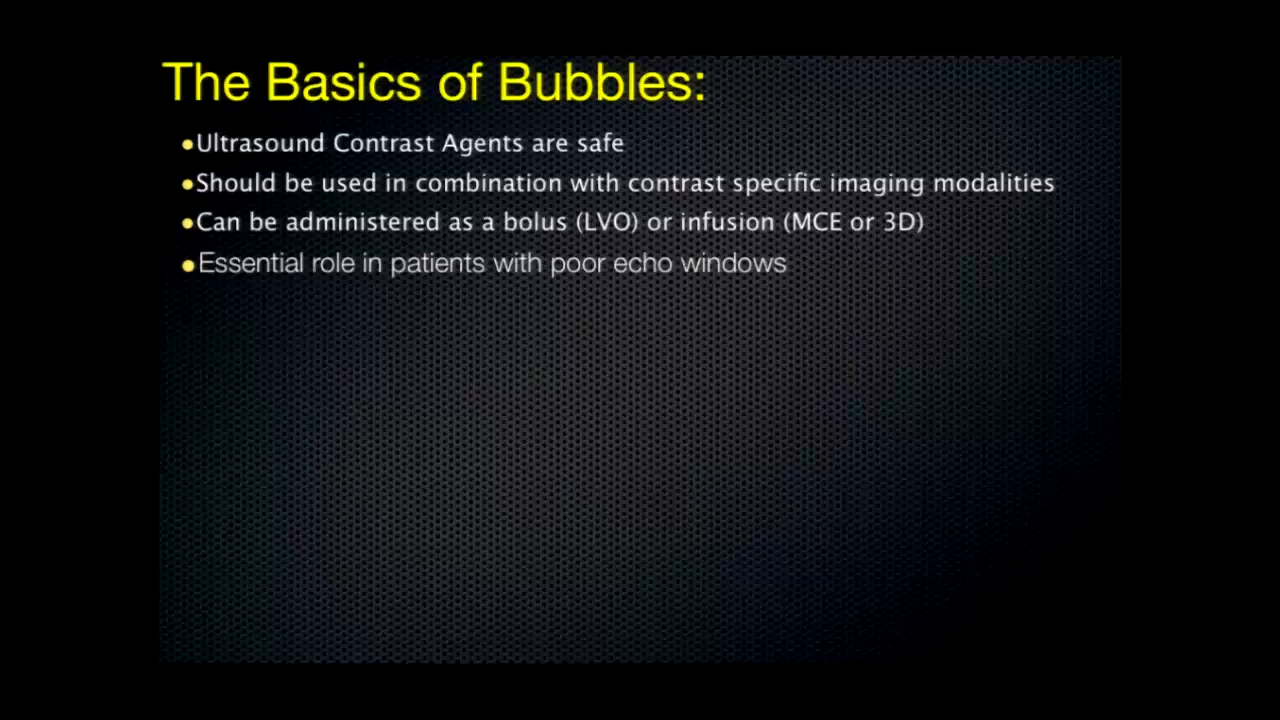 The Basics of Bubbles:
•Ultrasound Contrast Agents are safe
•Should be used in combination with contrast specific imaging modalities
•Can be administered as a bolus (LVO) or infusion (MCE or 3D)
•Essential role in patients with poor echo windows